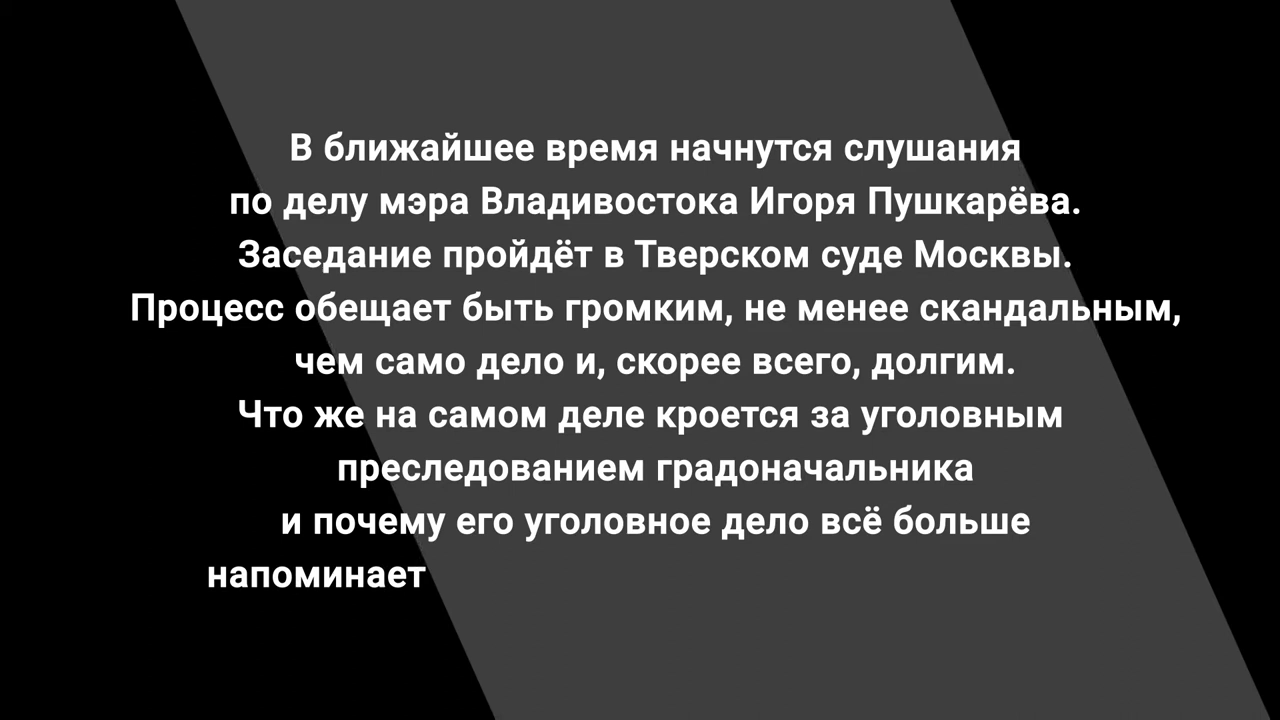 В ближайшее время начнутся слушания
по делу мэра Владивостока Игоря Пушкарёва.
Заседание пройдёт в Тверском суде Москвы.
Процесс обещает быть громким, не менее скандальным,
чем само дело и, скорее всего, долгим.
Что же на самом деле кроется за уголовным
преследованием градоначальника
и почему его уголовное дело всё больше
напоминает